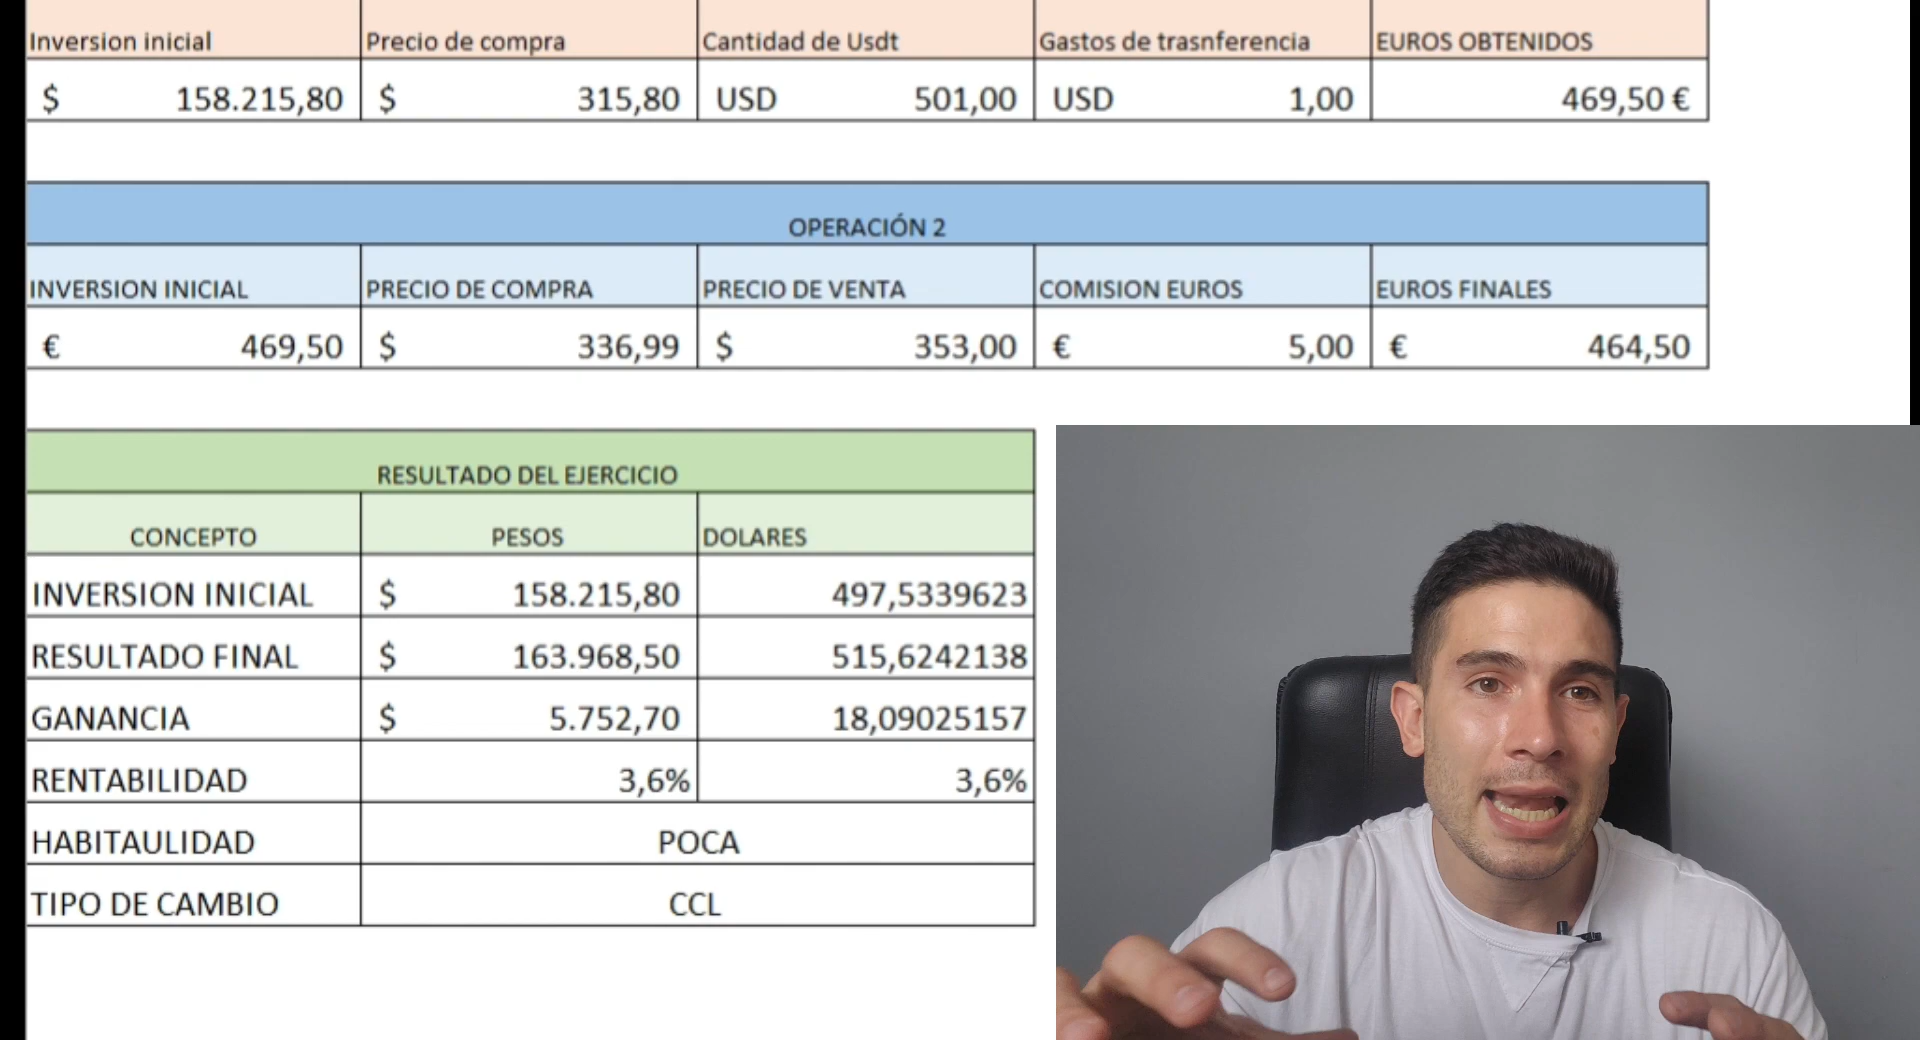 Inversion inicial Precio de compra Cantidad de Usdt Gastos de trasnferencia EUROS OBTENIDOS
$ 158.215,80 $ 315,80 USD 501,00 USD 1,00 469,50 €
OPERACIÓN 2
INVERSION INICIAL PRECIO DE COMPRA PRECIO DE VENTA COMISION EUROS EUROS FINALES
€ 469,50 $ 336,99 $ 353,00 € 5,00 € 464,50
RESULTADO DEL EJERCICIO
CONCEPTO PESOS DOLARES
INVERSION INICIAL $ 158.215,80 497,5339623
RESULTADO FINAL $ 163.968,50 515,6242138
GANANCIA $ 5.752,70 18,09025157
RENTABILIDAD 3,6% 3,6%
HABITAULIDAD POCA
TIPO DE CAMBIO CCL